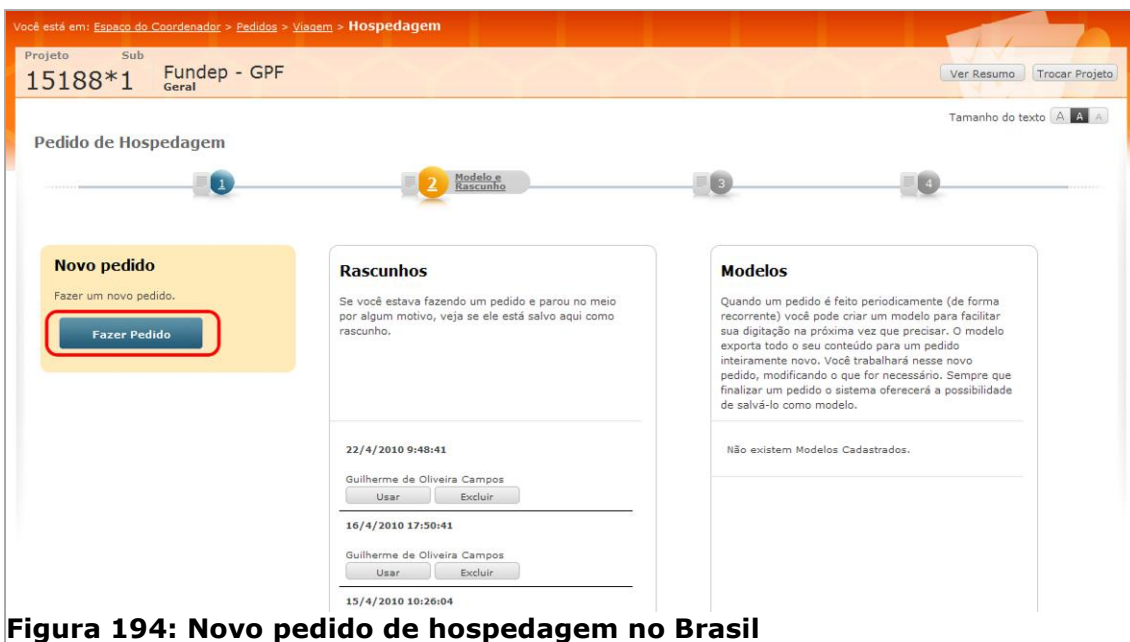 Você está em: Espaço do Coordenador > Pedidos > Viagem > Hospedagem
Projeto Sub
15188*1 Fundep - GPF
Geral
Ver Resumo Trocar Projeto
Tamanho do texto A A A
Pedido de Hospedagem
1
2 Modelo e
Rascunho
3
4
Novo pedido
Fazer um novo pedido.
Fazer Pedido
Rascunhos
Se você estava fazendo um pedido e parou no meio
por algum motivo, veja se ele está salvo aqui como
rascunho.
22/4/2010 9:48:41
Guilherme de Oliveira Campos
Usar Excluir
16/4/2010 17:50:41
Guilherme de Oliveira Campos
Usar Excluir
15/4/2010 10:26:04
Modelos
Quando um pedido é feito periodicamente (de forma
recorrente) você pode criar um modelo para facilitar
sua digitação na próxima vez que precisar. O modelo
exporta todo o seu conteúdo para um pedido
inteiramente novo. Você trabalhará nesse novo
pedido, modificando o que for necessário. Sempre que
finalizar um pedido o sistema oferecerá a possibilidade
de salvá-lo como modelo.
Não existem Modelos Cadastrados.
Figura 194: Novo pedido de hospedagem no Brasil